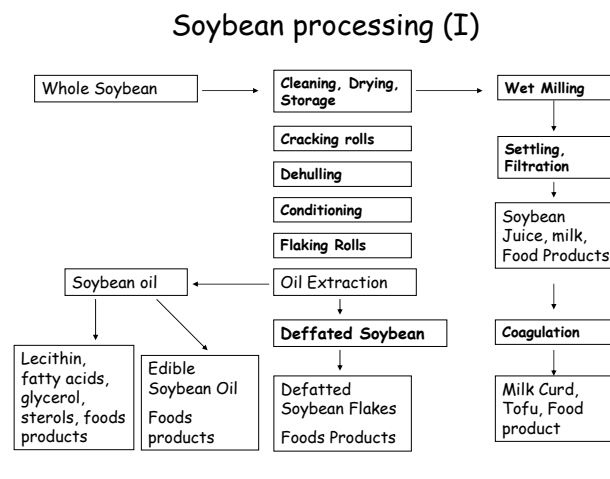 Soybean processing (I)
Whole Soybean
Cleaning, Drying,
Storage
Wet Milling
Cracking rolls
Settling,
Filtration
Dehulling
Conditioning
Soybean
Juice, milk,
Food Products
Flaking Rolls
Soybean oil
Oil Extraction
Deffated Soybean
Coagulation
Lecithin,
fatty acids,
glycerol,
sterols, foods
products
Edible
Soybean Oil
Foods
products
Defatted
Soybean Flakes
Foods Products
Milk Curd,
Tofu, Food
product